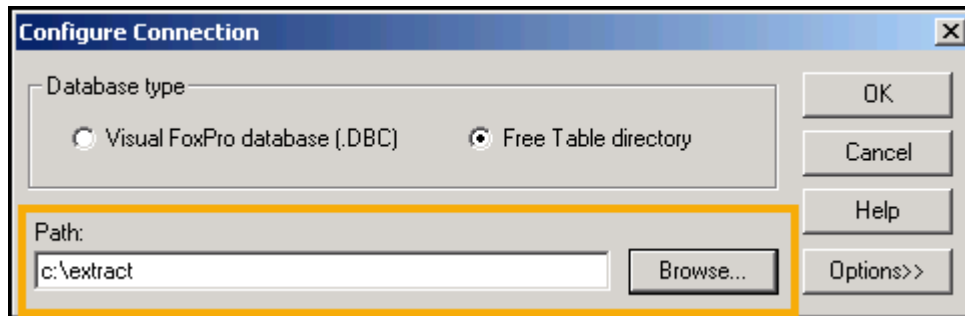 Configure Connection
Database type
Visual FoxPro database (.DBC)
Free Table directory
OK
Cancel
Help
Path:
c:\extract
Browse...
Options>>